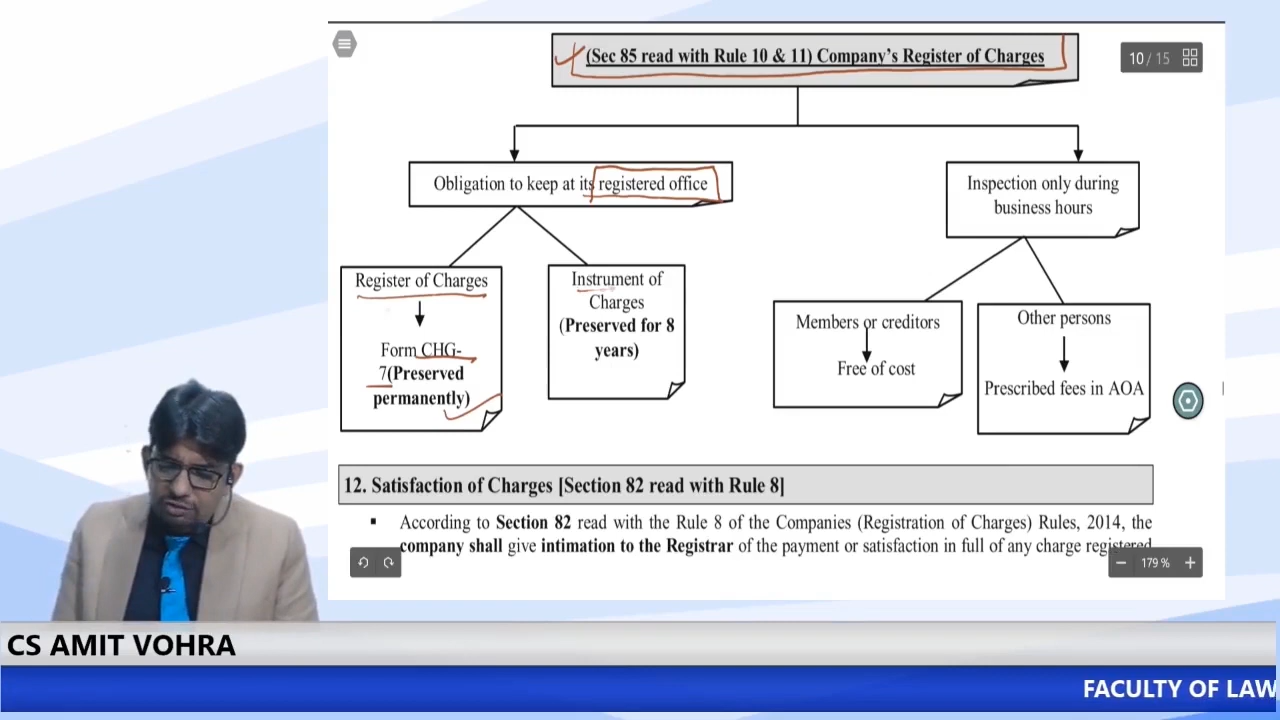 (Sec 85 read with Rule 10 & 11) Company's Register of Charges
10 / 15
Obligation to keep at its registered office
Inspection only during
business hours
Register of Charges
Form CHG-
7(Preserved
permanently)
Instrument of
Charges
(Preserved for 8
years)
Members or creditors
Free of cost
Other persons
Prescribed fees in AOA
12. Satisfaction of Charges [Section 82 read with Rule 8]
▪ According to Section 82 read with the Rule 8 of the Companies (Registration of Charges) Rules, 2014, the
company shall give intimation to the Registrar of the payment or satisfaction in full of any charge registered
− 179 % +
CS AMIT VOHRA
FACULTY OF LAW